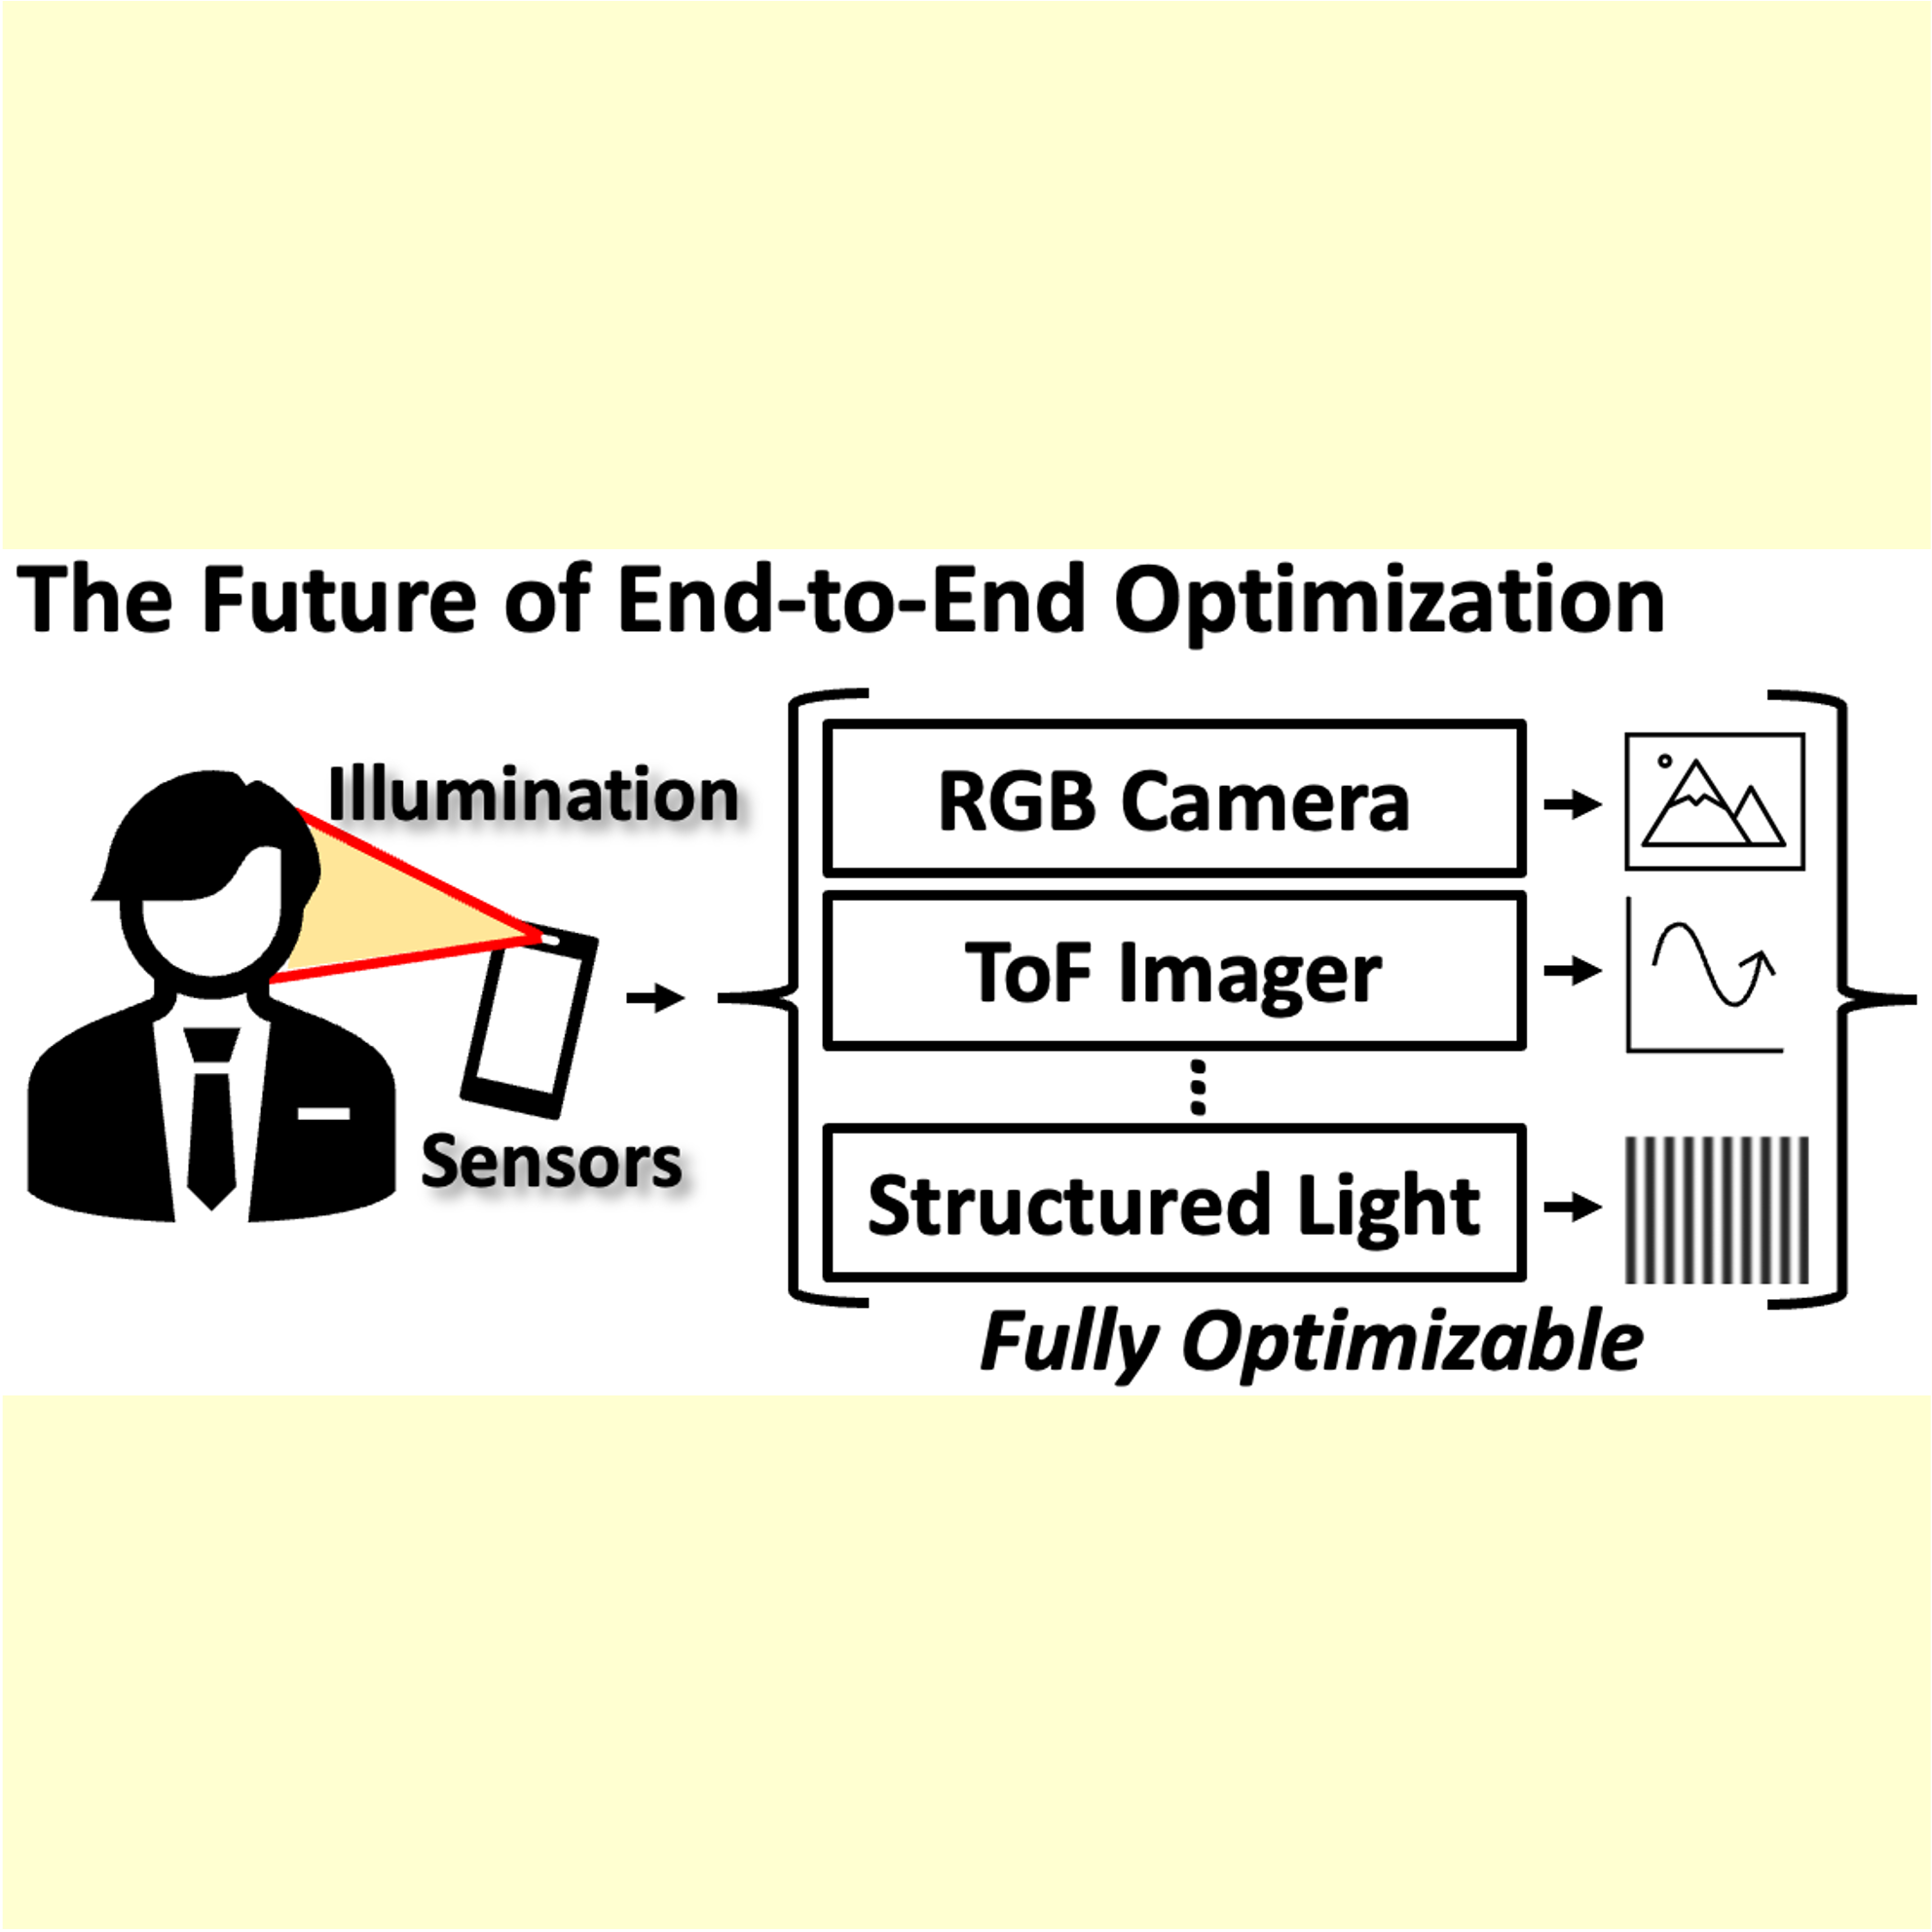 The Future of End-to-End Optimization
Illumination
Sensors
RGB Camera
ToF Imager
Structured Light
Fully Optimizable